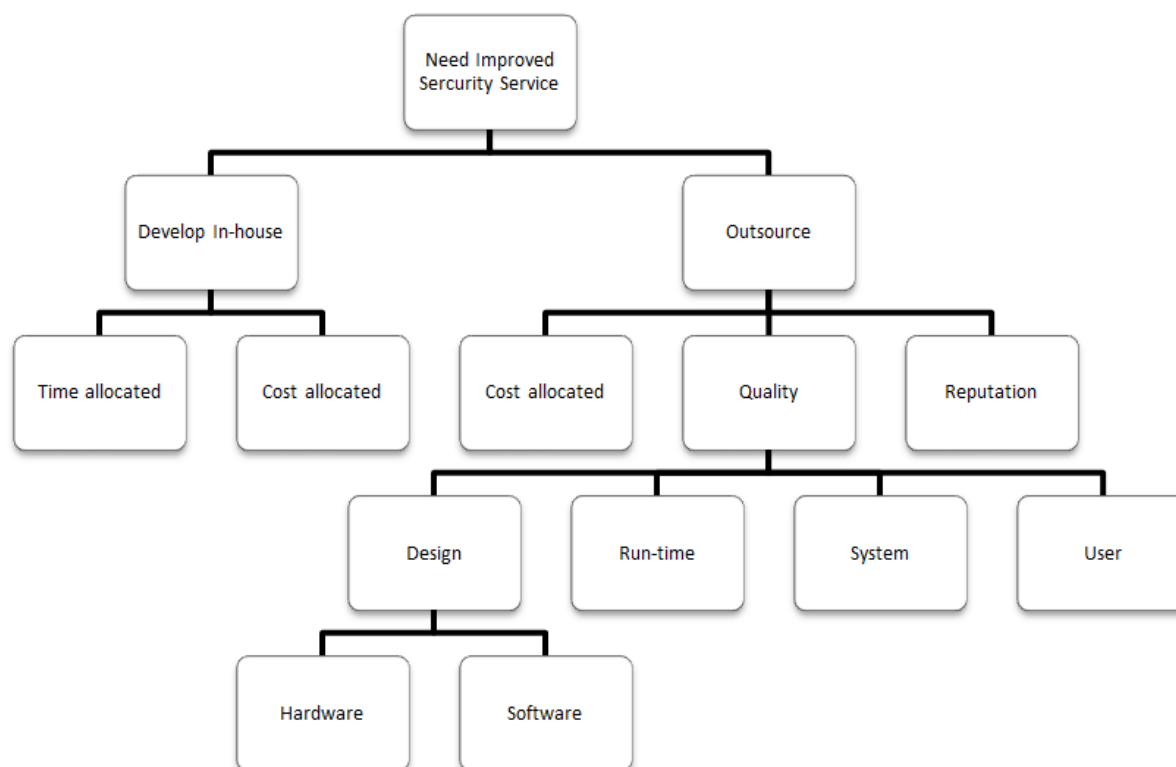 Need Improved
Sercurity Service
Develop In-house
Outsource
Time allocated
Cost allocated
Cost allocated
Quality
Reputation
Design
Run-time
System
User
Hardware
Software